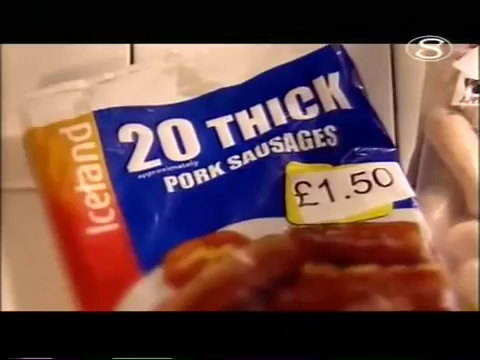 Iceland
20 THICK
approximately
PORK SAUSAGES
£1.50
S